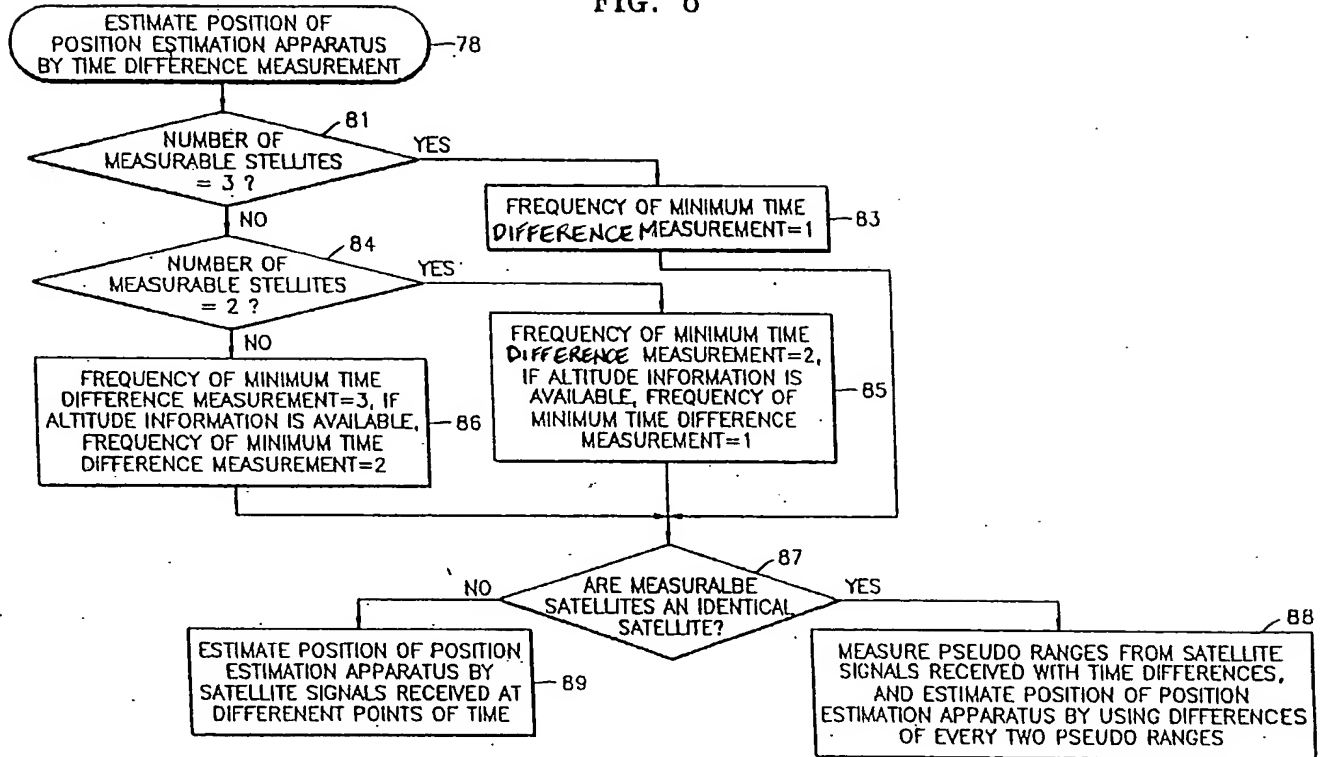 FIG. 8
ESTIMATE POSITION OF
POSITION ESTIMATION APPARATUS
BY TIME DIFFERENCE MEASUREMENT
78
81
NUMBER OF
MEASURABLE STELLITES
= 3 ?
YES
NO
FREQUENCY OF MINIMUM TIME
DIFFERENCE MEASUREMENT=1
83
84
NUMBER OF
MEASURABLE STELLITES
= 2 ?
YES
NO
FREQUENCY OF MINIMUM TIME
DIFFERENCE MEASUREMENT=2,
IF ALTITUDE INFORMATION IS
AVAILABLE, FREQUENCY OF
MINIMUM TIME DIFFERENCE
MEASUREMENT=1
85
FREQUENCY OF MINIMUM TIME
DIFFERENCE MEASUREMENT=3, IF
ALTITUDE INFORMATION IS AVAILABLE,
FREQUENCY OF MINIMUM TIME
DIFFERENCE MEASUREMENT=2
86
87
ARE MEASURALBE
SATELLITES AN IDENTICAL
SATELLITE?
NO
YES
ESTIMATE POSITION OF POSITION
ESTIMATION APPARATUS BY
SATELLITE SIGNALS RECEIVED AT
DIFFERENENT POINTS OF TIME
89
88
MEASURE PSEUDO RANGES FROM SATELLITE
SIGNALS RECEIVED WITH TIME DIFFERENCES,
AND ESTIMATE POSITION OF POSITION
ESTIMATION APPARATUS BY USING DIFFERENCES
OF EVERY TWO PSEUDO RANGES